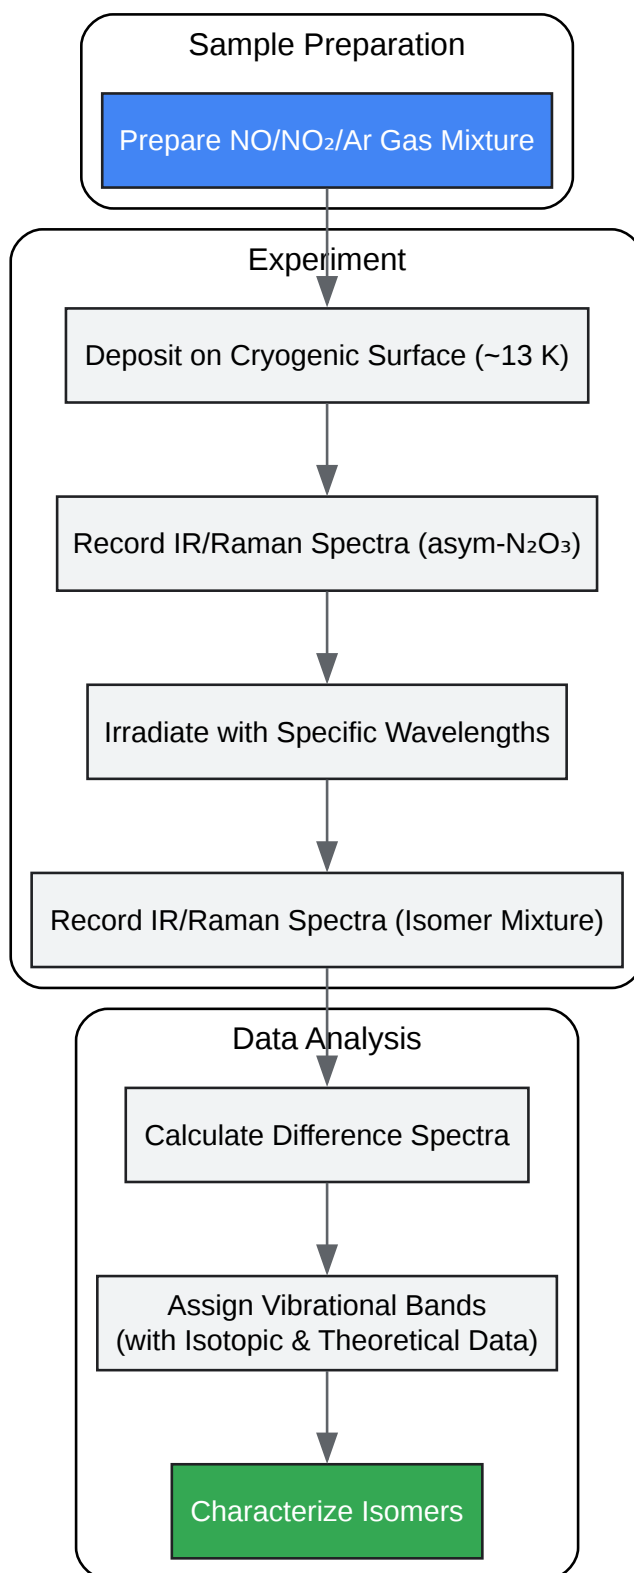 Sample Preparation
Prepare NO/NO₂/Ar Gas Mixture
Experiment
Deposit on Cryogenic Surface (~13 K)
Record IR/Raman Spectra (asym-N₂O₃)
Irradiate with Specific Wavelengths
Record IR/Raman Spectra (Isomer Mixture)
Data Analysis
Calculate Difference Spectra
Assign Vibrational Bands
(with Isotopic & Theoretical Data)
Characterize Isomers